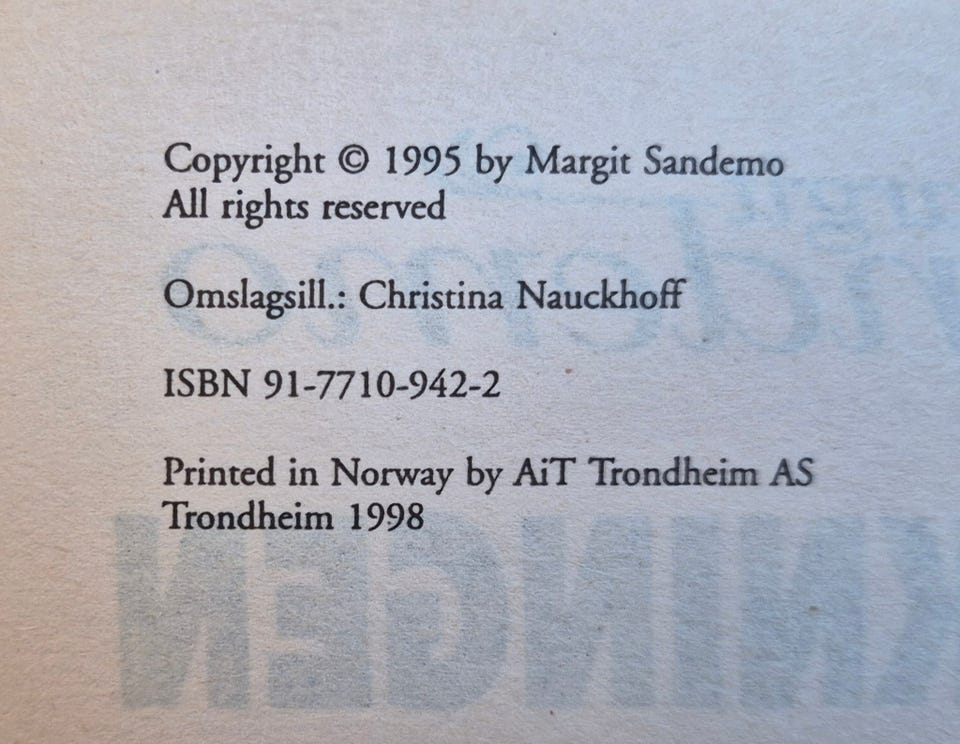 Copyright © 1995 by Margit Sandemo
All rights reserved
Omslagsill.: Christina Nauckhoff
ISBN 91-7710-942-2
Printed in Norway by AiT Trondheim AS
Trondheim 1998